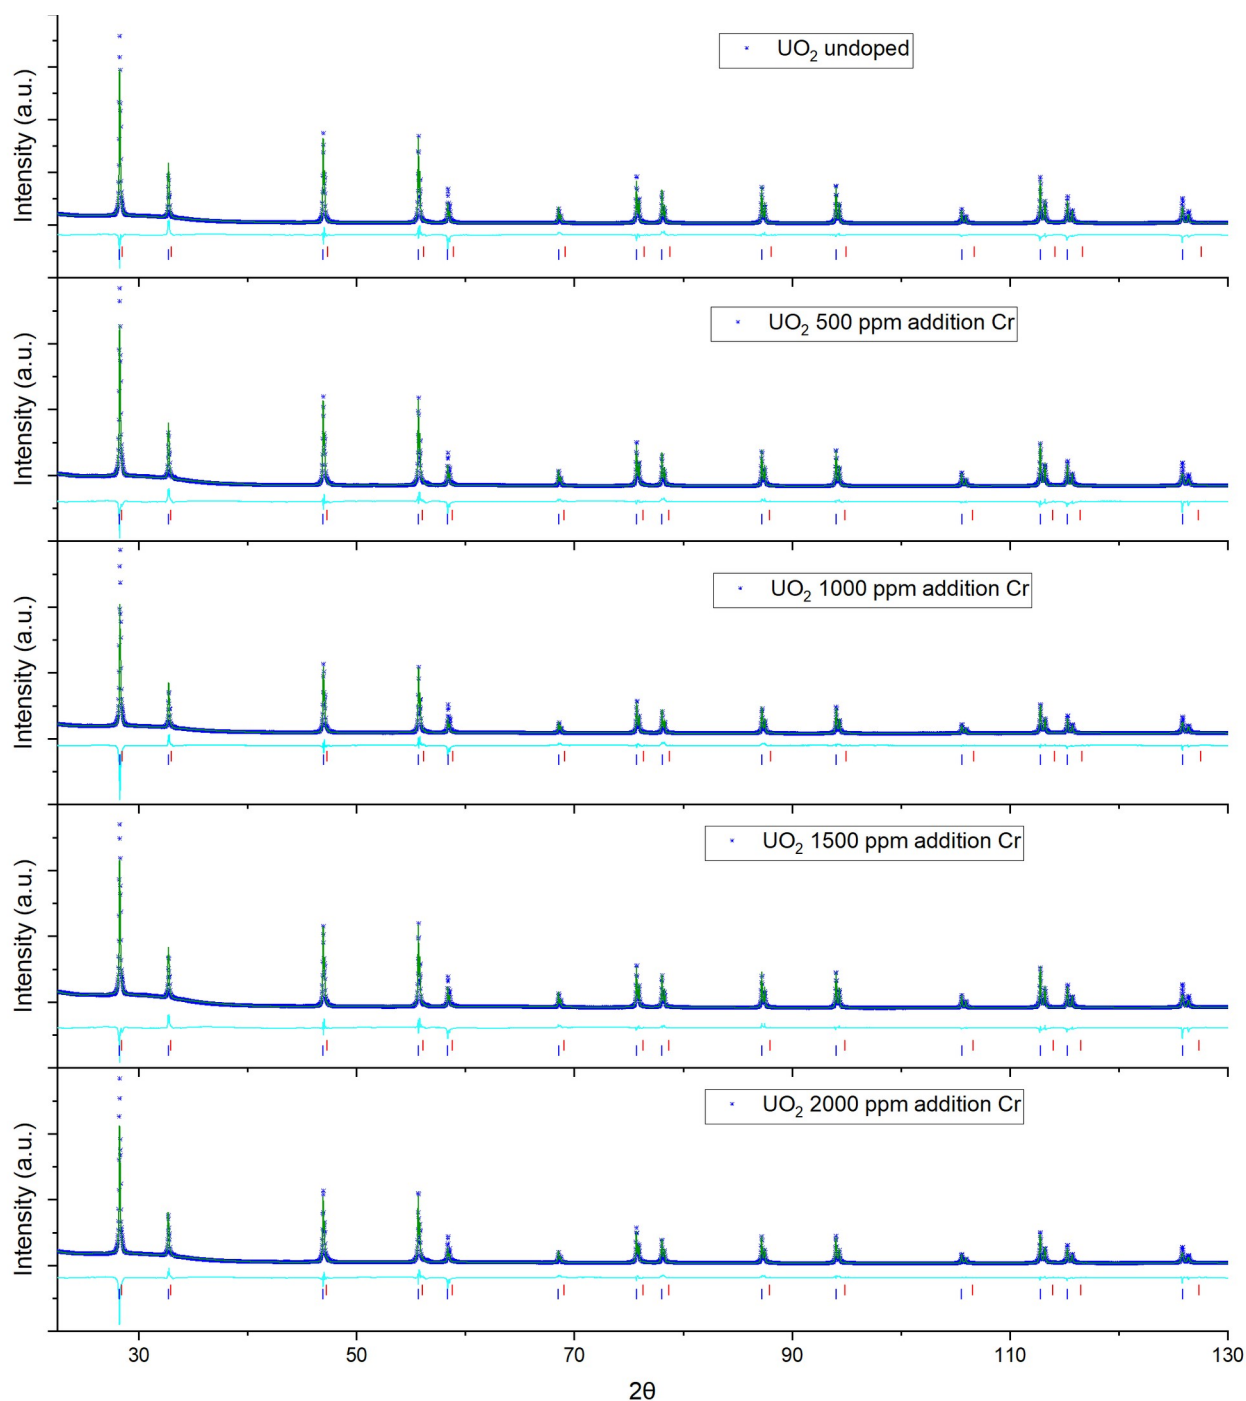 Intensity (a.u.)
UO₂ undoped
Intensity (a.u.)
UO₂ 500 ppm addition Cr
Intensity (a.u.)
UO₂ 1000 ppm addition Cr
Intensity (a.u.)
UO₂ 1500 ppm addition Cr
Intensity (a.u.)
UO₂ 2000 ppm addition Cr
30 50 70 90 110 130
2θ